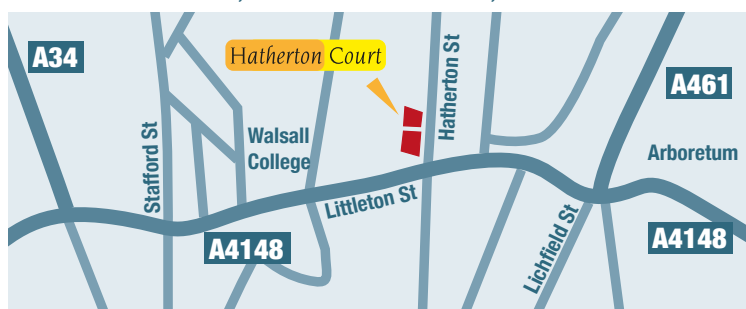 A34
Hatherton Court
Hatherton St
A461
Stafford St
Walsall
College
Arboretum
Littleton St
A4148
Lichfield St
A4148